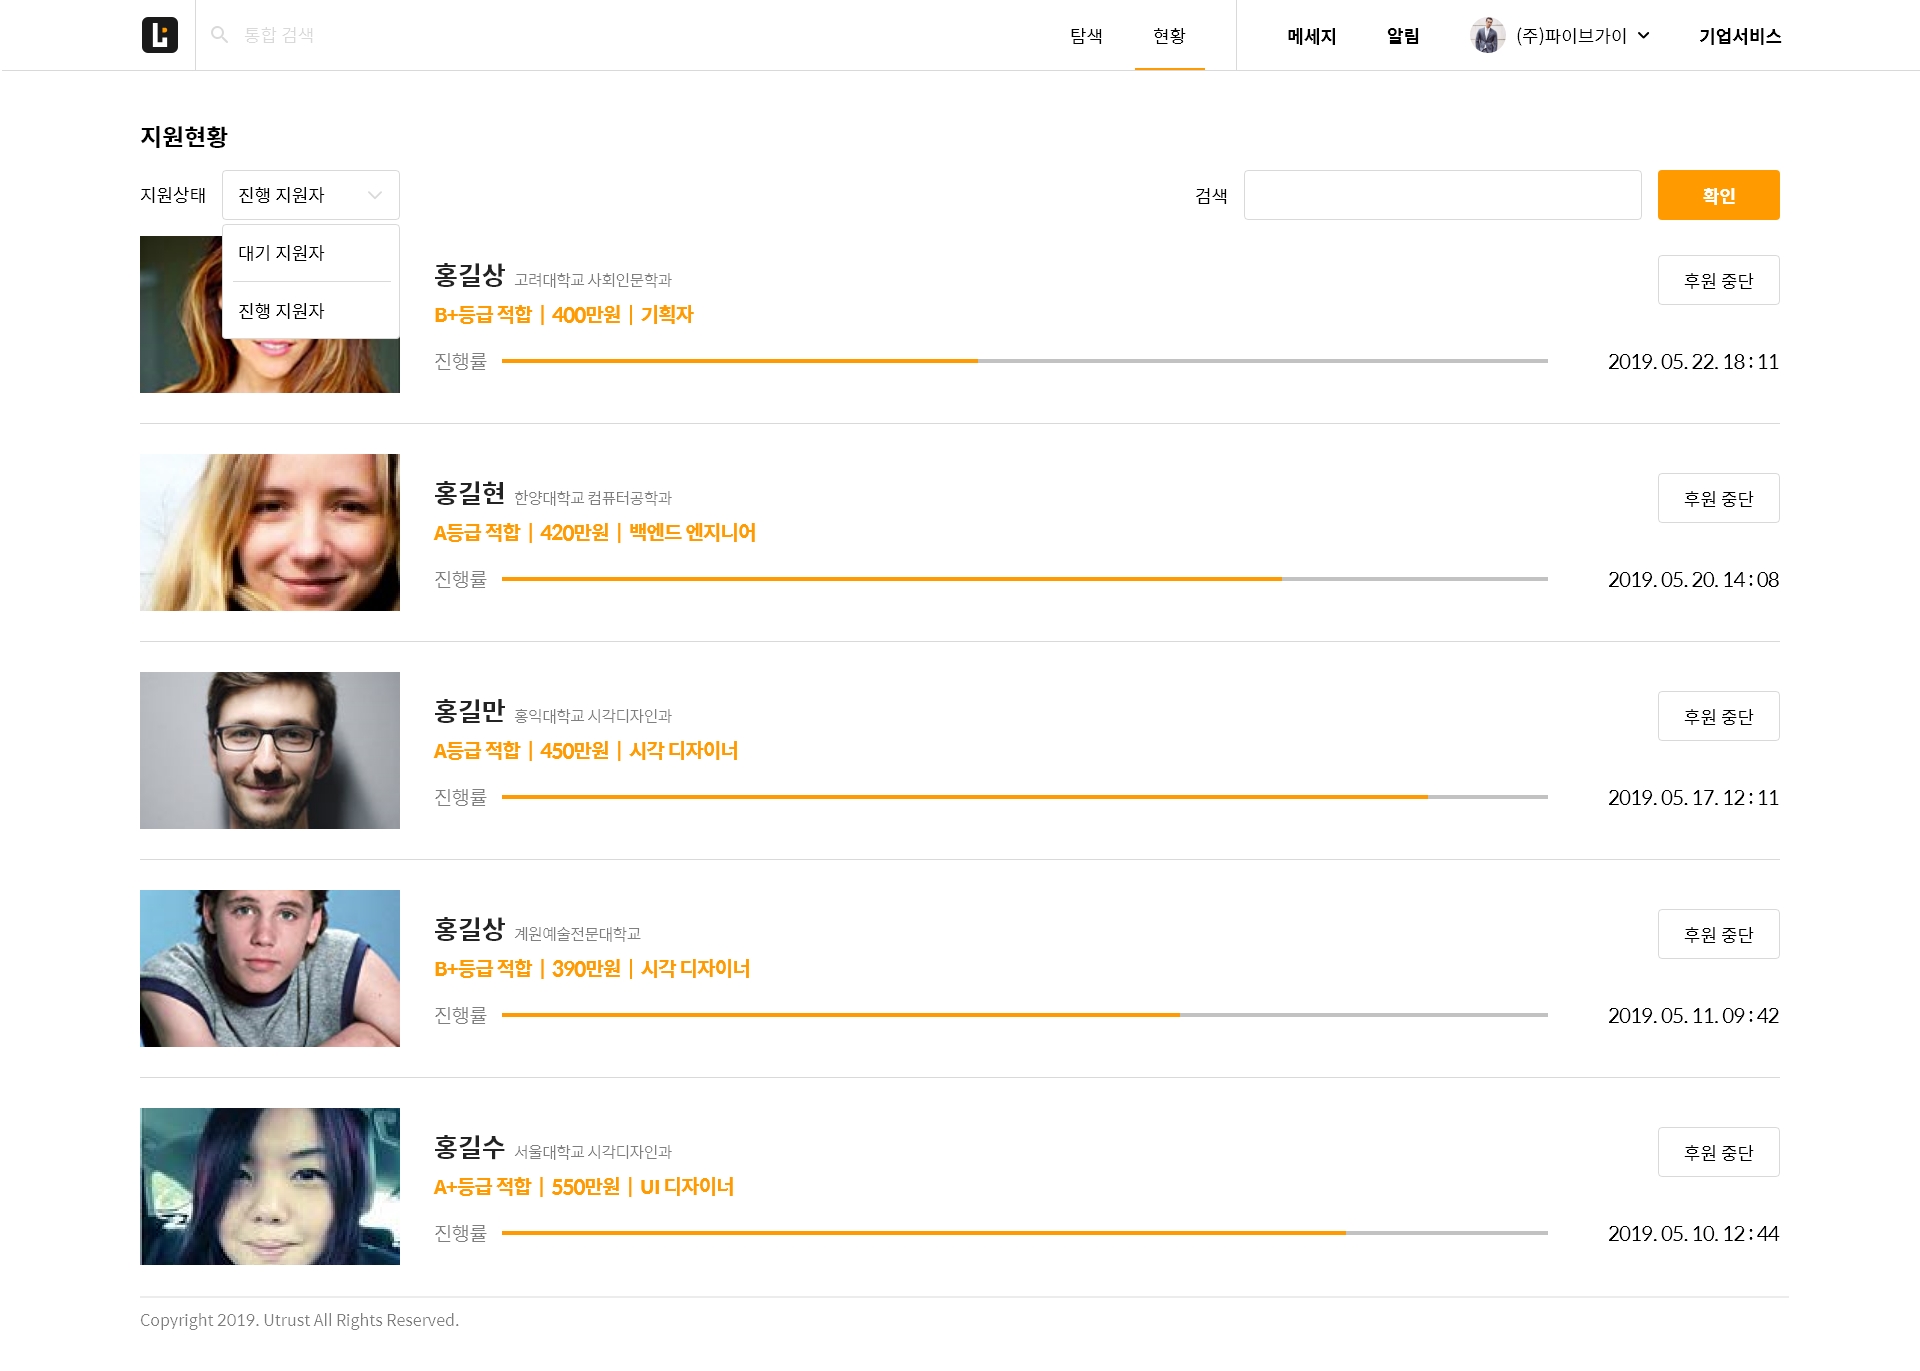 통합 검색
탐색
현황
메세지
알림
(주)파이브가이
기업서비스
지원현황
지원상태
진행 지원자
검색
확인
대기 지원자
진행 지원자
홍길상 고려대학교 사회인문학과
후원 중단
B+등급 적합 | 400만원 | 기획자
진행률
2019. 05. 22. 18 : 11
홍길현 한양대학교 컴퓨터공학과
후원 중단
A등급 적합 | 420만원 | 백엔드 엔지니어
진행률
2019. 05. 20. 14 : 08
홍길만 홍익대학교 시각디자인과
후원 중단
A등급 적합 | 450만원 | 시각 디자이너
진행률
2019. 05. 17. 12 : 11
홍길상 계원예술전문대학교
후원 중단
B+등급 적합 | 390만원 | 시각 디자이너
진행률
2019. 05. 11. 09 : 42
홍길수 서울대학교 시각디자인과
후원 중단
A+등급 적합 | 550만원 | UI 디자이너
진행률
2019. 05. 10. 12 : 44
Copyright 2019. Utrust All Rights Reserved.